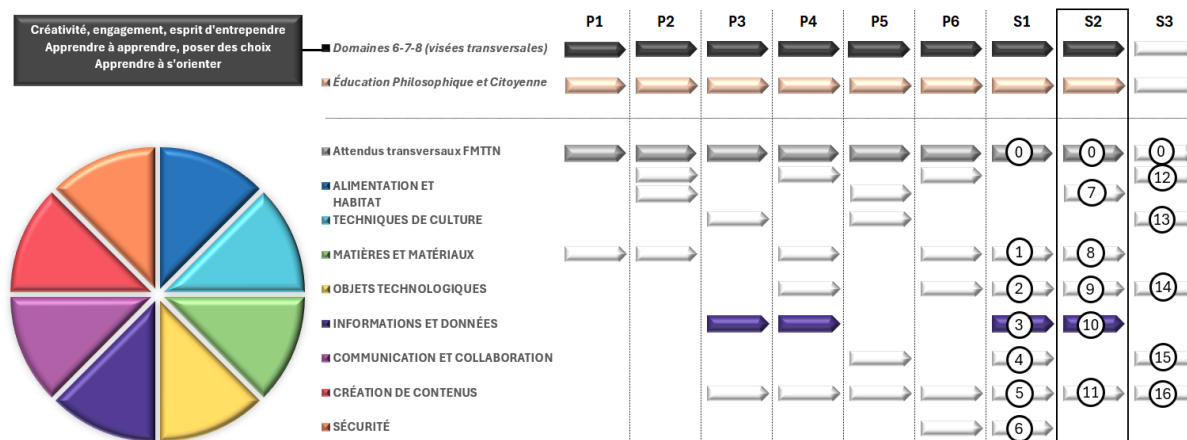 Créativité, engagement, esprit d'entrependre
Apprendre à apprendre, poser des choix
Apprendre à s'orienter
P1 P2 P3 P4 P5 P6 S1 S2 S3
Domaines 6-7-8 (visées transversales)
Éducation Philosophique et Citoyenne
Attendus transversaux FMTTN 0 0 0
12
ALIMENTATION ET
HABITAT 7
TECHNIQUES DE CULTURE 13
MATIÈRES ET MATÉRIAUX 1 8
OBJETS TECHNOLOGIQUES 2 9 14
INFORMATIONS ET DONNÉES 3 10
COMMUNICATION ET COLLABORATION 4 15
CRÉATION DE CONTENUS 5 11 16
SÉCURITÉ 6